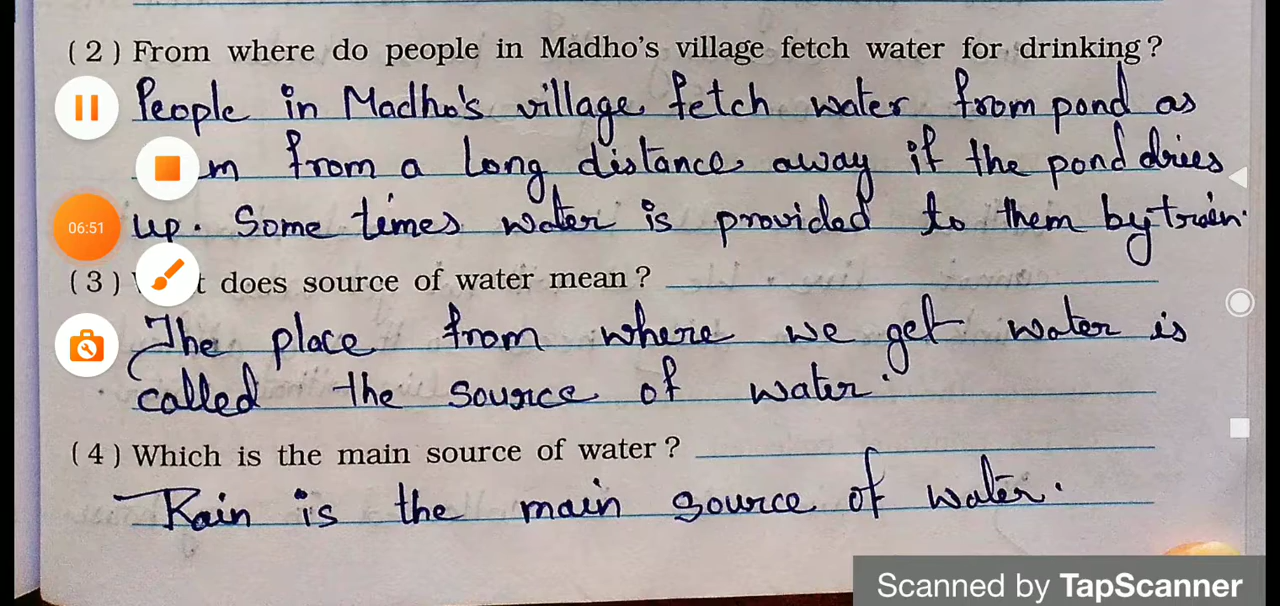 (2) From where do people in Madho's village fetch water for drinking?
People in Madho's village fetch water from pond as
m from a long distance away if the pond dries
up. Some times water is provided to them by train.
06:51
(3) t does source of water mean?
The place from where we get water is
called the source of water.
(4) Which is the main source of water?
Rain is the main source of water.
Scanned by TapScanner